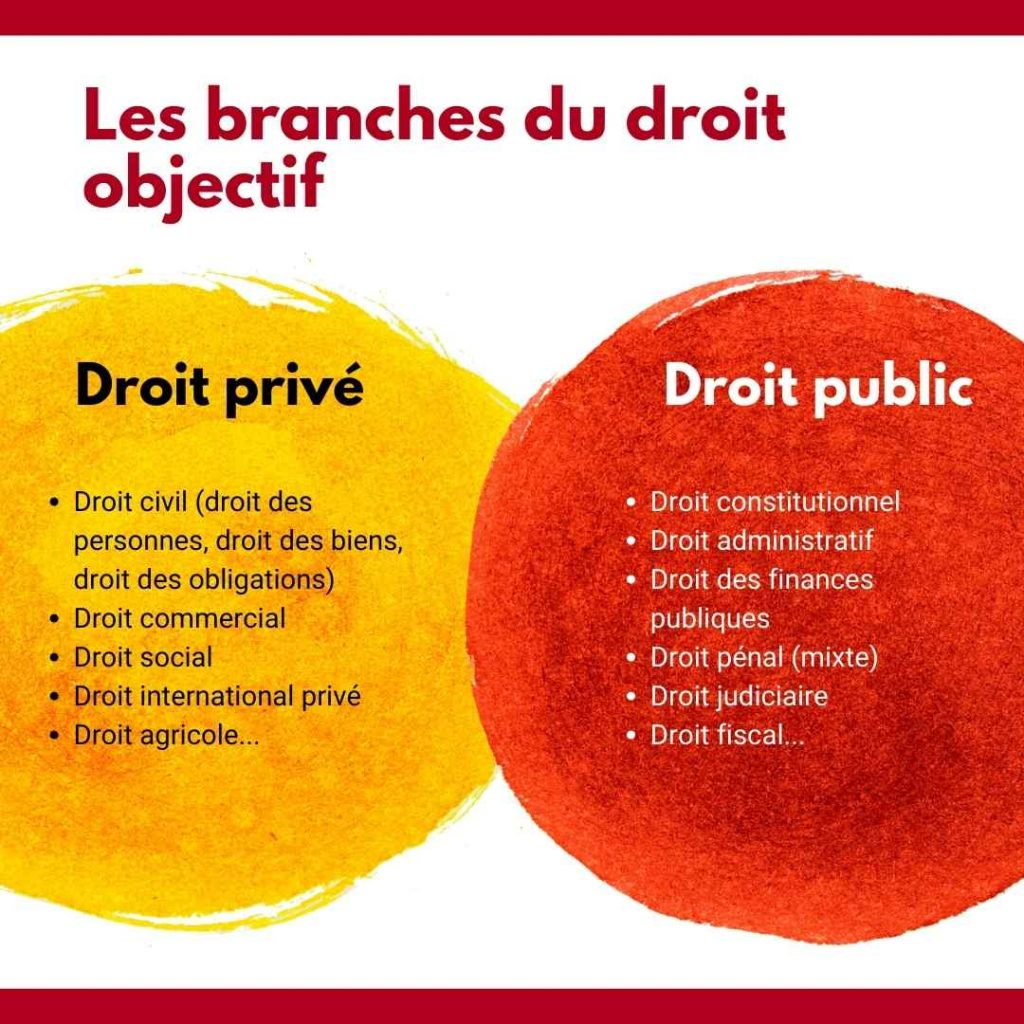 Les branches du droit
objectif
Droit privé
• Droit civil (droit des
personnes, droit des biens,
droit des obligations)
• Droit commercial
• Droit social
• Droit international privé
• Droit agricole...
Droit public
• Droit constitutionnel
• Droit administratif
• Droit des finances
publiques
• Droit pénal (mixte)
• Droit judiciaire
• Droit fiscal...